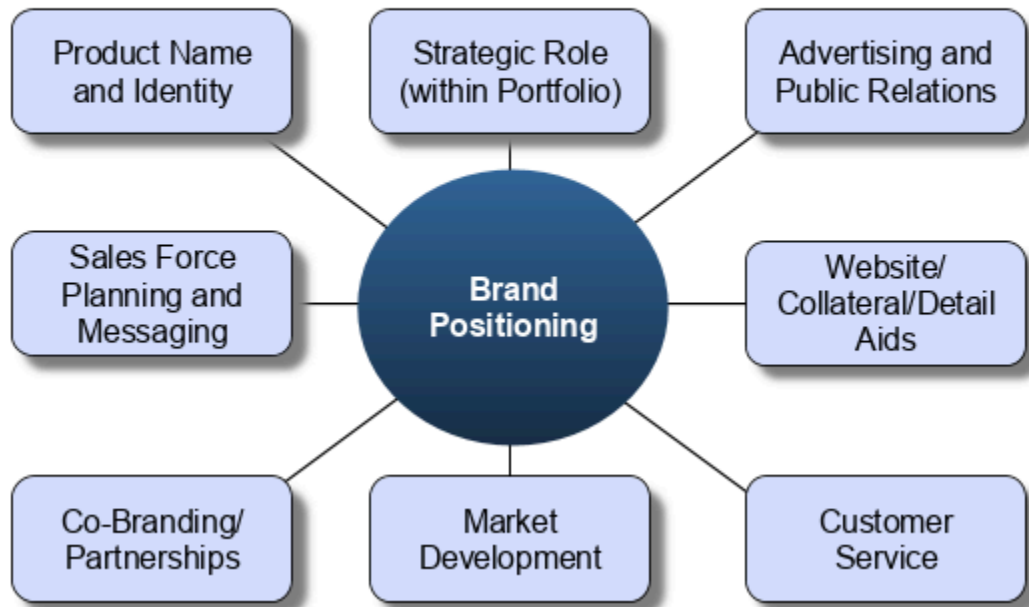 Product Name
and Identity
Strategic Role
(within Portfolio)
Advertising and
Public Relations
Sales Force
Planning and
Messaging
Brand
Positioning
Website/
Collateral/Detail
Aids
Co-Branding/
Partnerships
Market
Development
Customer
Service